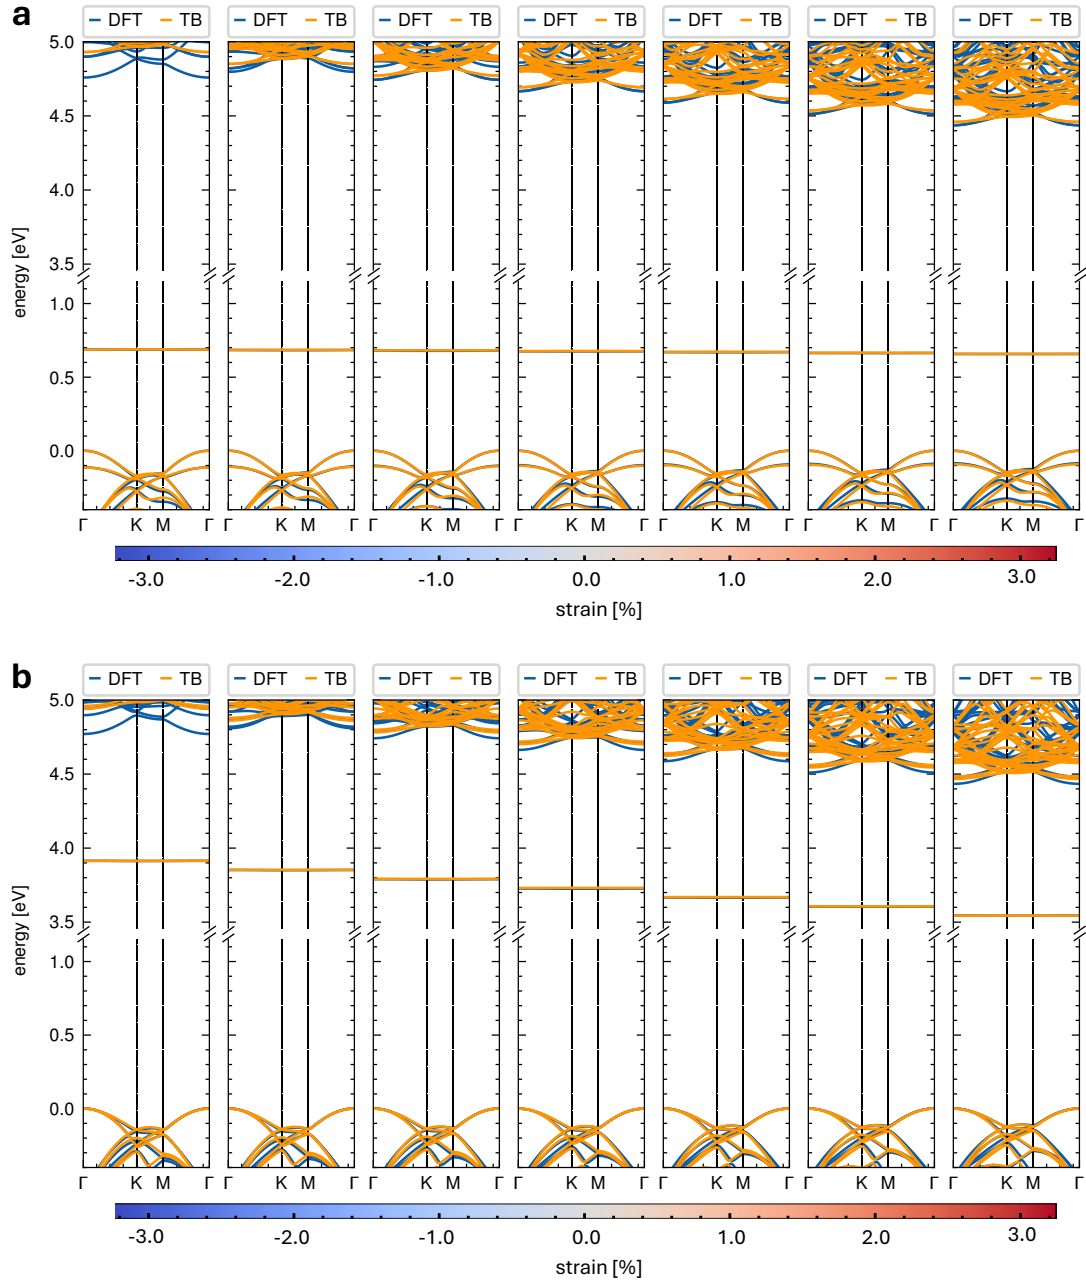 a
DFT TB DFT TB DFT TB DFT TB DFT TB DFT TB DFT TB
5.0
4.5
4.0
3.5
1.0
0.5
0.0
energy [eV]
Γ K M Γ Γ K M Γ Γ K M Γ Γ K M Γ Γ K M Γ Γ K M Γ Γ K M Γ
-3.0 -2.0 -1.0 0.0 1.0 2.0 3.0
strain [%]
b
DFT TB DFT TB DFT TB DFT TB DFT TB DFT TB DFT TB
5.0
4.5
4.0
3.5
1.0
0.5
0.0
energy [eV]
Γ K M Γ Γ K M Γ Γ K M Γ Γ K M Γ Γ K M Γ Γ K M Γ Γ K M Γ
-3.0 -2.0 -1.0 0.0 1.0 2.0 3.0
strain [%]